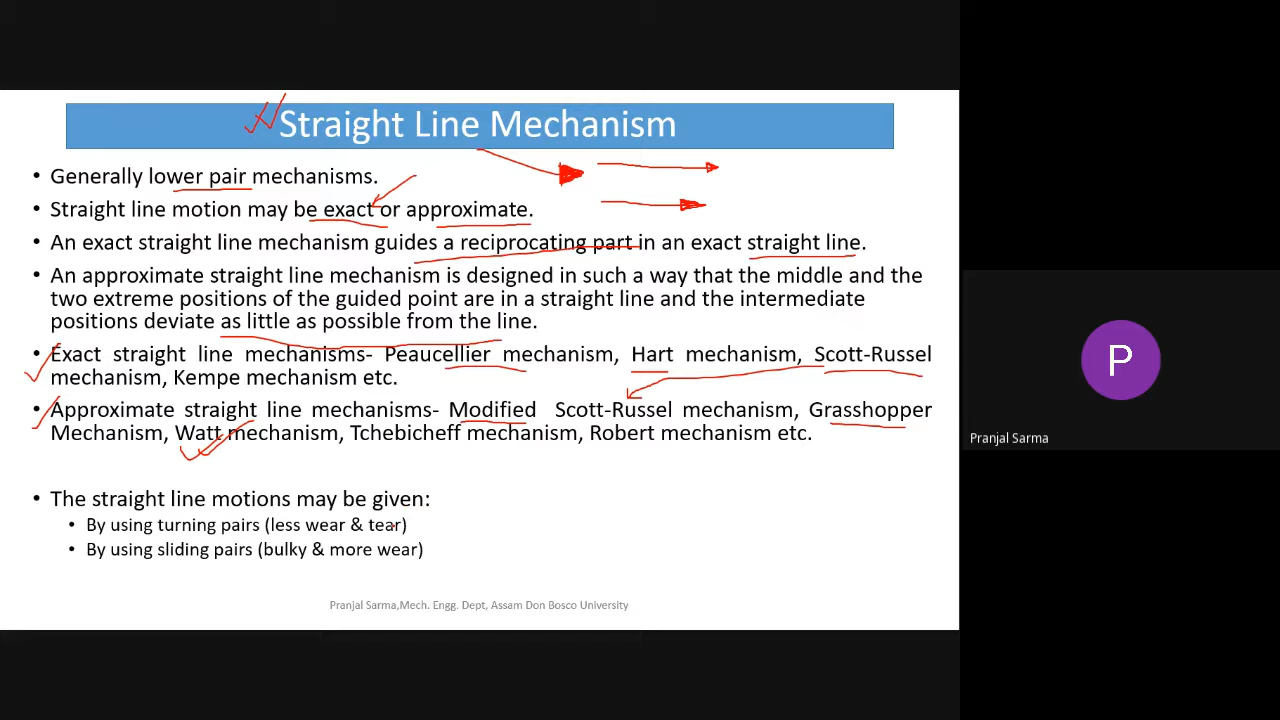 Straight Line Mechanism
• Generally lower pair mechanisms.
• Straight line motion may be exact or approximate.
• An exact straight line mechanism guides a reciprocating part in an exact straight line.
• An approximate straight line mechanism is designed in such a way that the middle and the
two extreme positions of the guided point are in a straight line and the intermediate
positions deviate as little as possible from the line.
• Exact straight line mechanisms- Peaucellier mechanism, Hart mechanism, Scott-Russel
mechanism, Kempe mechanism etc.
• Approximate straight line mechanisms- Modified Scott-Russel mechanism, Grasshopper
Mechanism, Watt mechanism, Tchebicheff mechanism, Robert mechanism etc.
• The straight line motions may be given:
• By using turning pairs (less wear & tear)
• By using sliding pairs (bulky & more wear)
Pranjal Sarma,Mech. Engg. Dept, Assam Don Bosco University
P
Pranjal Sarma